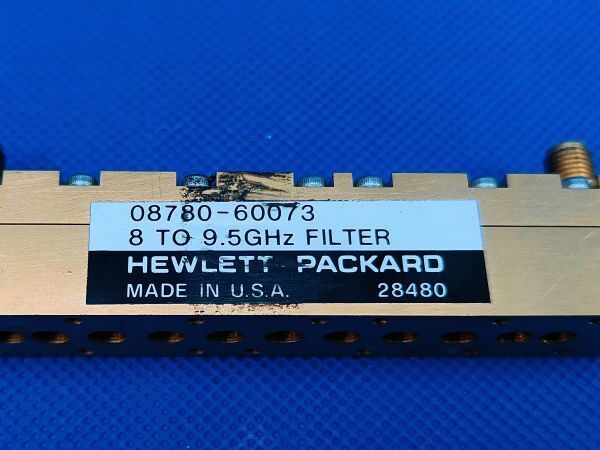 08780-60073
8 TO 9.5GHz FILTER
HEWLETT-PACKARD
MADE IN U.S.A. 28480